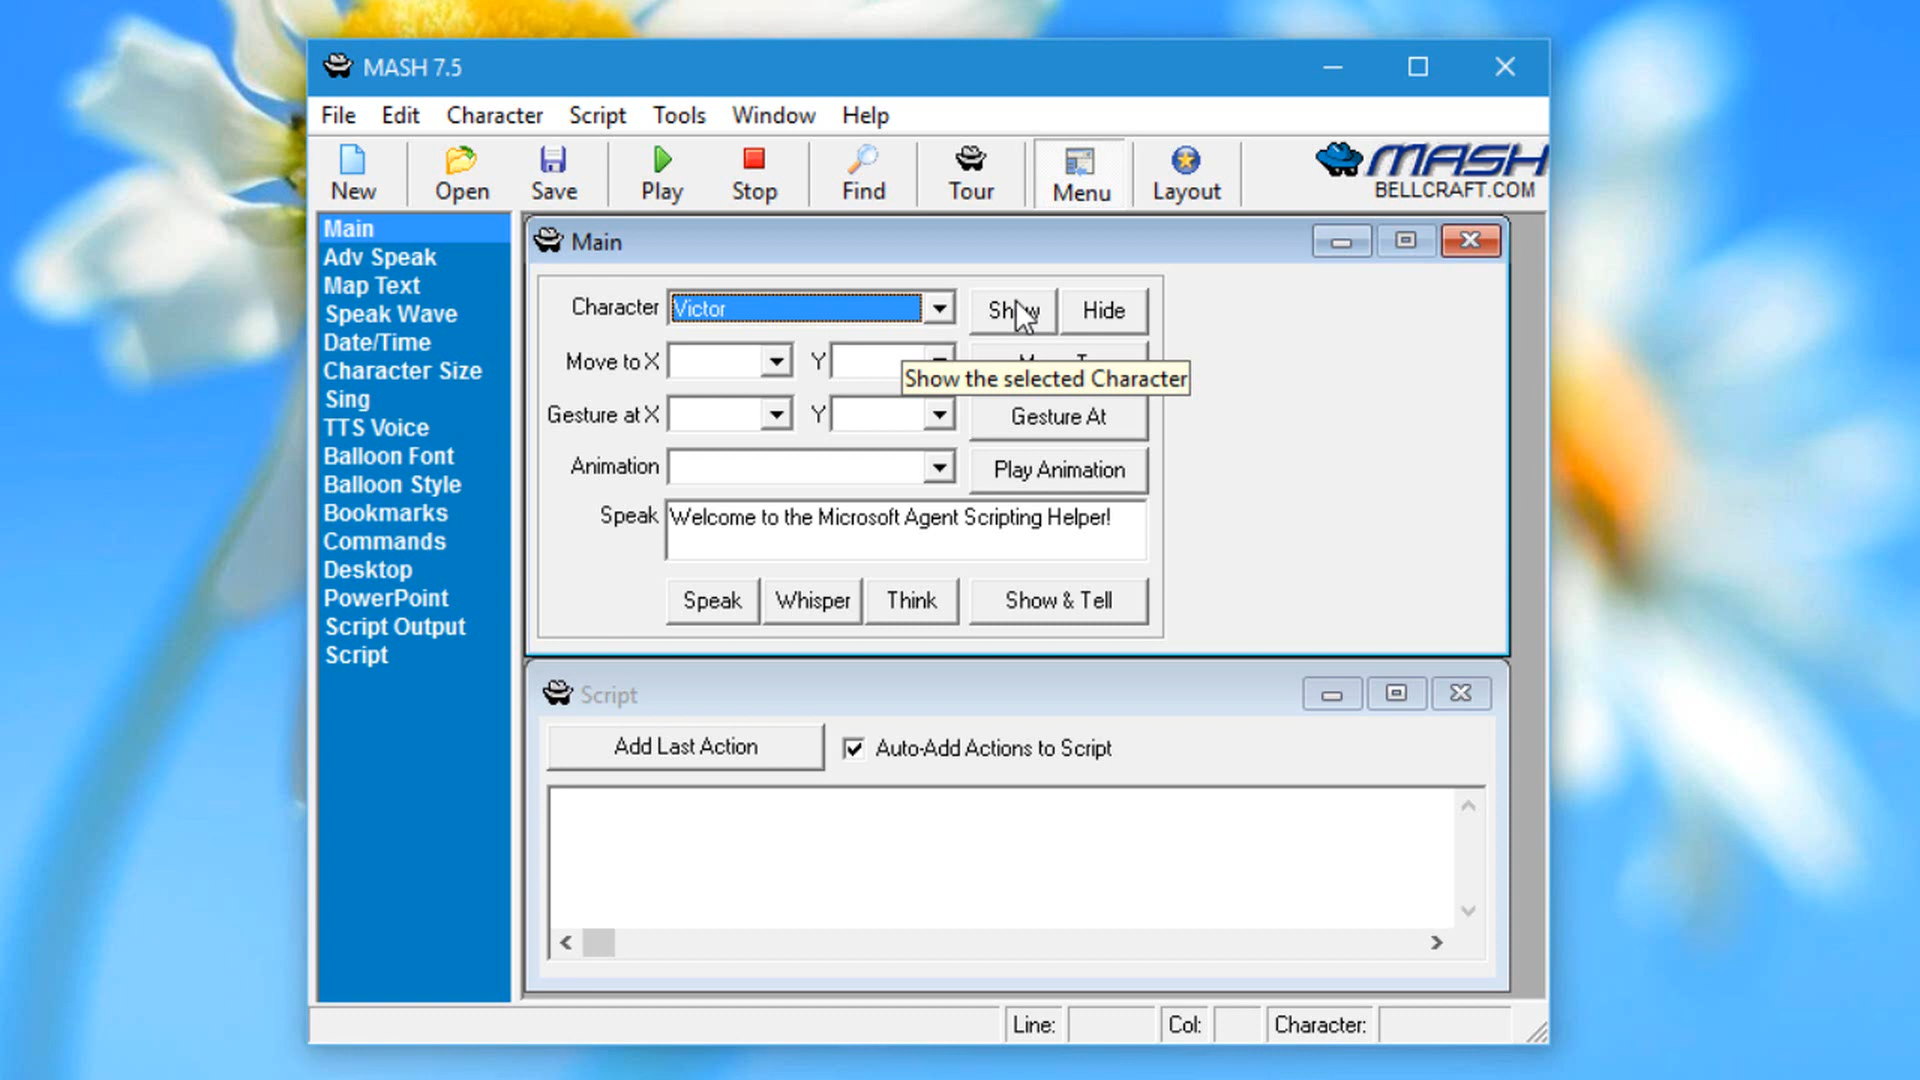 MASH 7.5
File Edit Character Script Tools Window Help
New Open Save Play Stop Find Tour Menu Layout
MASH
BELLCRAFT.COM
Main
Adv Speak
Map Text
Speak Wave
Date/Time
Character Size
Sing
TTS Voice
Balloon Font
Balloon Style
Bookmarks
Commands
Desktop
PowerPoint
Script Output
Script
Main
Character Victor Show Hide
Move to X Y
Show the selected Character
Gesture at X Y Gesture At
Animation Play Animation
Speak Welcome to the Microsoft Agent Scripting Helper!
Speak Whisper Think Show & Tell
Script
Add Last Action Auto-Add Actions to Script
Line: Col: Character: